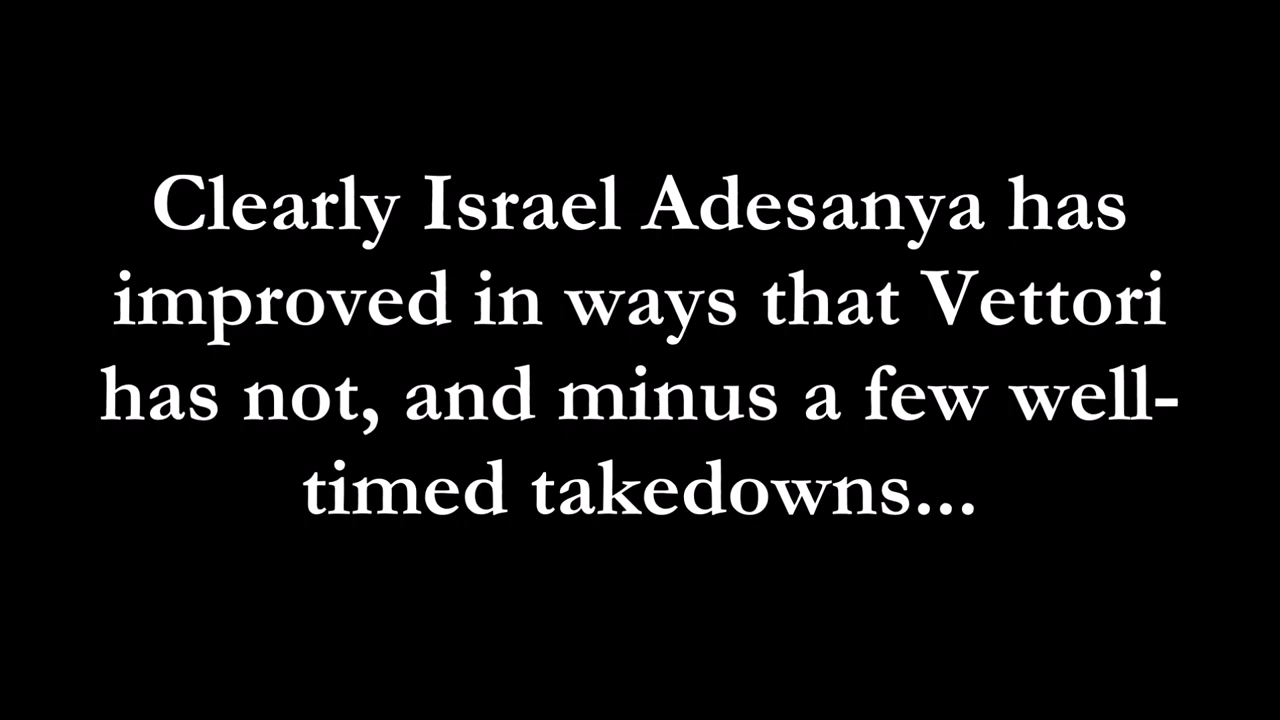 Clearly Israel Adesanya has
improved in ways that Vettori
has not, and minus a few well-
timed takedowns...